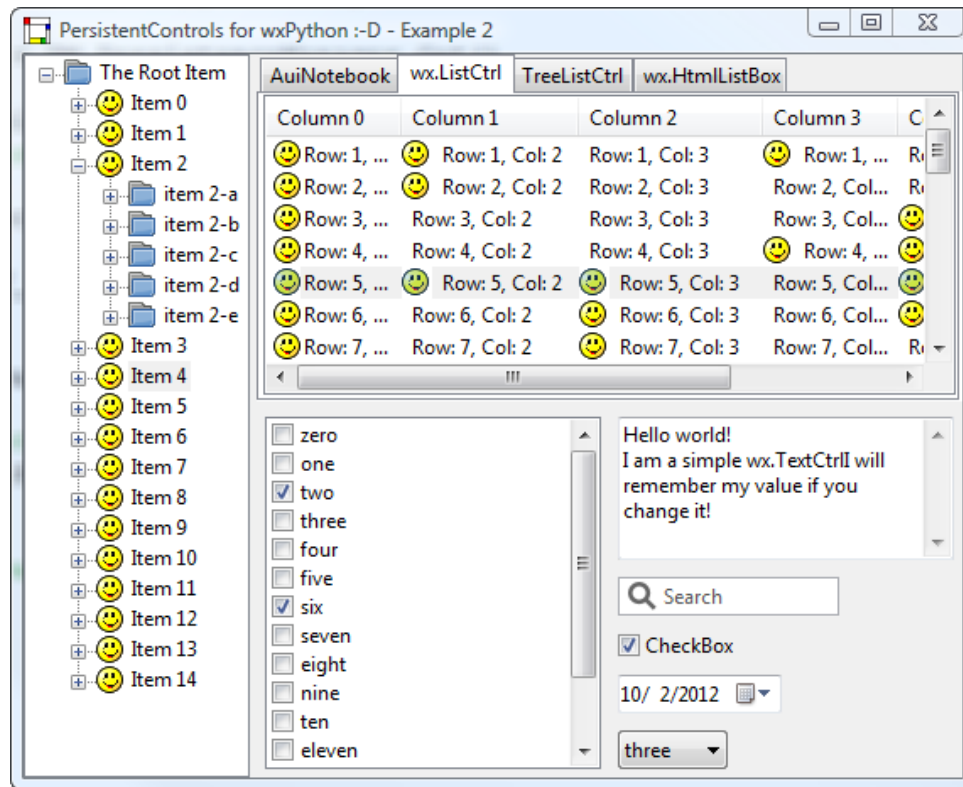 PersistentControls for wxPython :-D - Example 2
The Root Item
Item 0
Item 1
Item 2
item 2-a
item 2-b
item 2-c
item 2-d
item 2-e
Item 3
Item 4
Item 5
Item 6
Item 7
Item 8
Item 9
Item 10
Item 11
Item 12
Item 13
Item 14
AuiNotebook wx.ListCtrl TreeListCtrl wx.HtmlListBox
Column 0 Column 1 Column 2 Column 3 C
Row: 1, ... Row: 1, Col: 2 Row: 1, Col: 3 Row: 1, ...
Row: 2, ... Row: 2, Col: 2 Row: 2, Col: 3 Row: 2, Col...
Row: 3, ... Row: 3, Col: 2 Row: 3, Col: 3 Row: 3, Col...
Row: 4, ... Row: 4, Col: 2 Row: 4, Col: 3 Row: 4, ...
Row: 5, ... Row: 5, Col: 2 Row: 5, Col: 3 Row: 5, Col...
Row: 6, ... Row: 6, Col: 2 Row: 6, Col: 3 Row: 6, Col...
Row: 7, ... Row: 7, Col: 2 Row: 7, Col: 3 Row: 7, Col...
zero
one
two
three
four
five
six
seven
eight
nine
ten
eleven
Hello world!
I am a simple wx.TextCtrlI will
remember my value if you
change it!
Search
CheckBox
10/ 2/2012
three